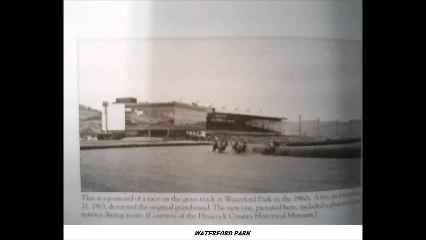 This is a postcard of a race on the grass track at Waterford Park in the 1960s. A fire on
21, 1963, destroyed the original grandstand. The new one, pictured here, included a
terrace dining room. (Courtesy of the Hancock County Historical Museum.)
WATERFORD PARK